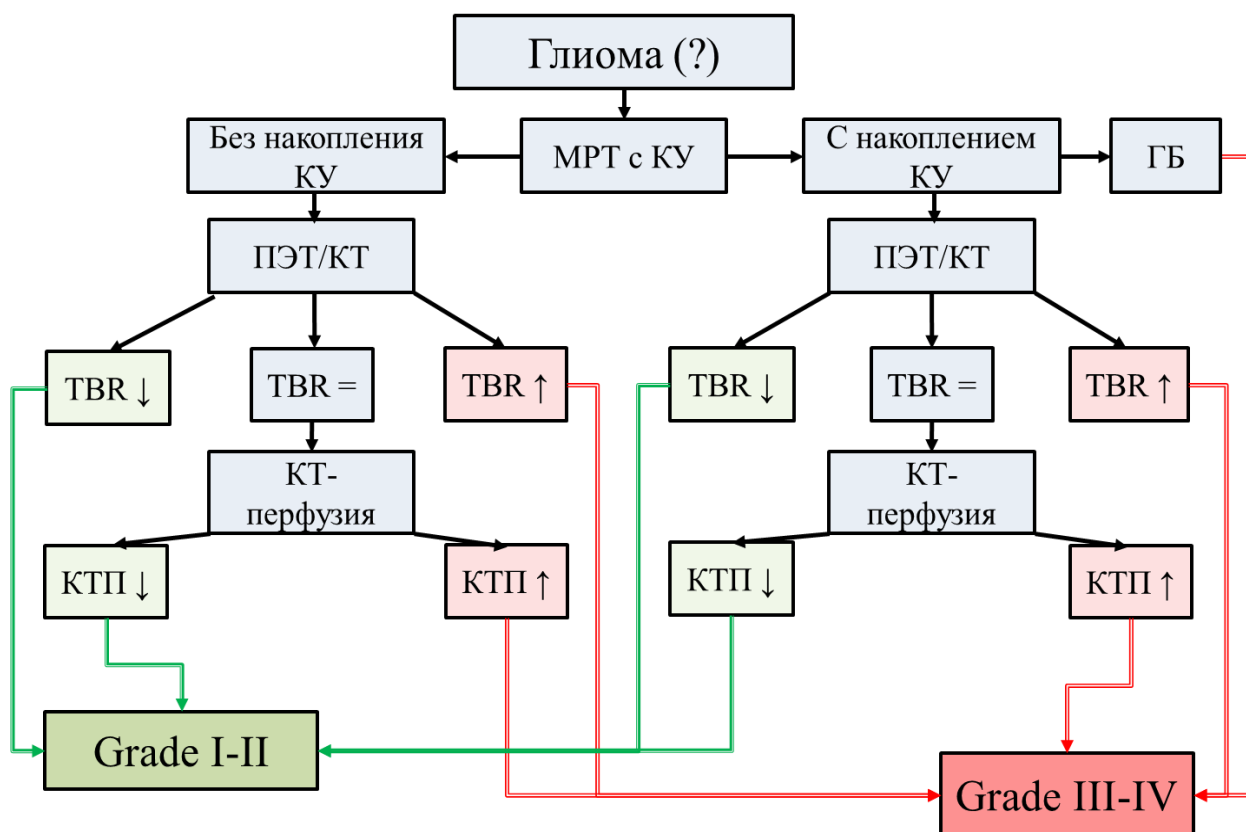 Глиома (?)
Без накопления
КУ
МРТ с КУ
С накоплением
КУ
ГБ
ПЭТ/КТ
ПЭТ/КТ
TBR ↓
TBR =
TBR ↑
TBR ↓
TBR =
TBR ↑
КТ-
перфузия
КТ-
перфузия
КТП ↓
КТП ↑
КТП ↓
КТП ↑
Grade I-II
Grade III-IV